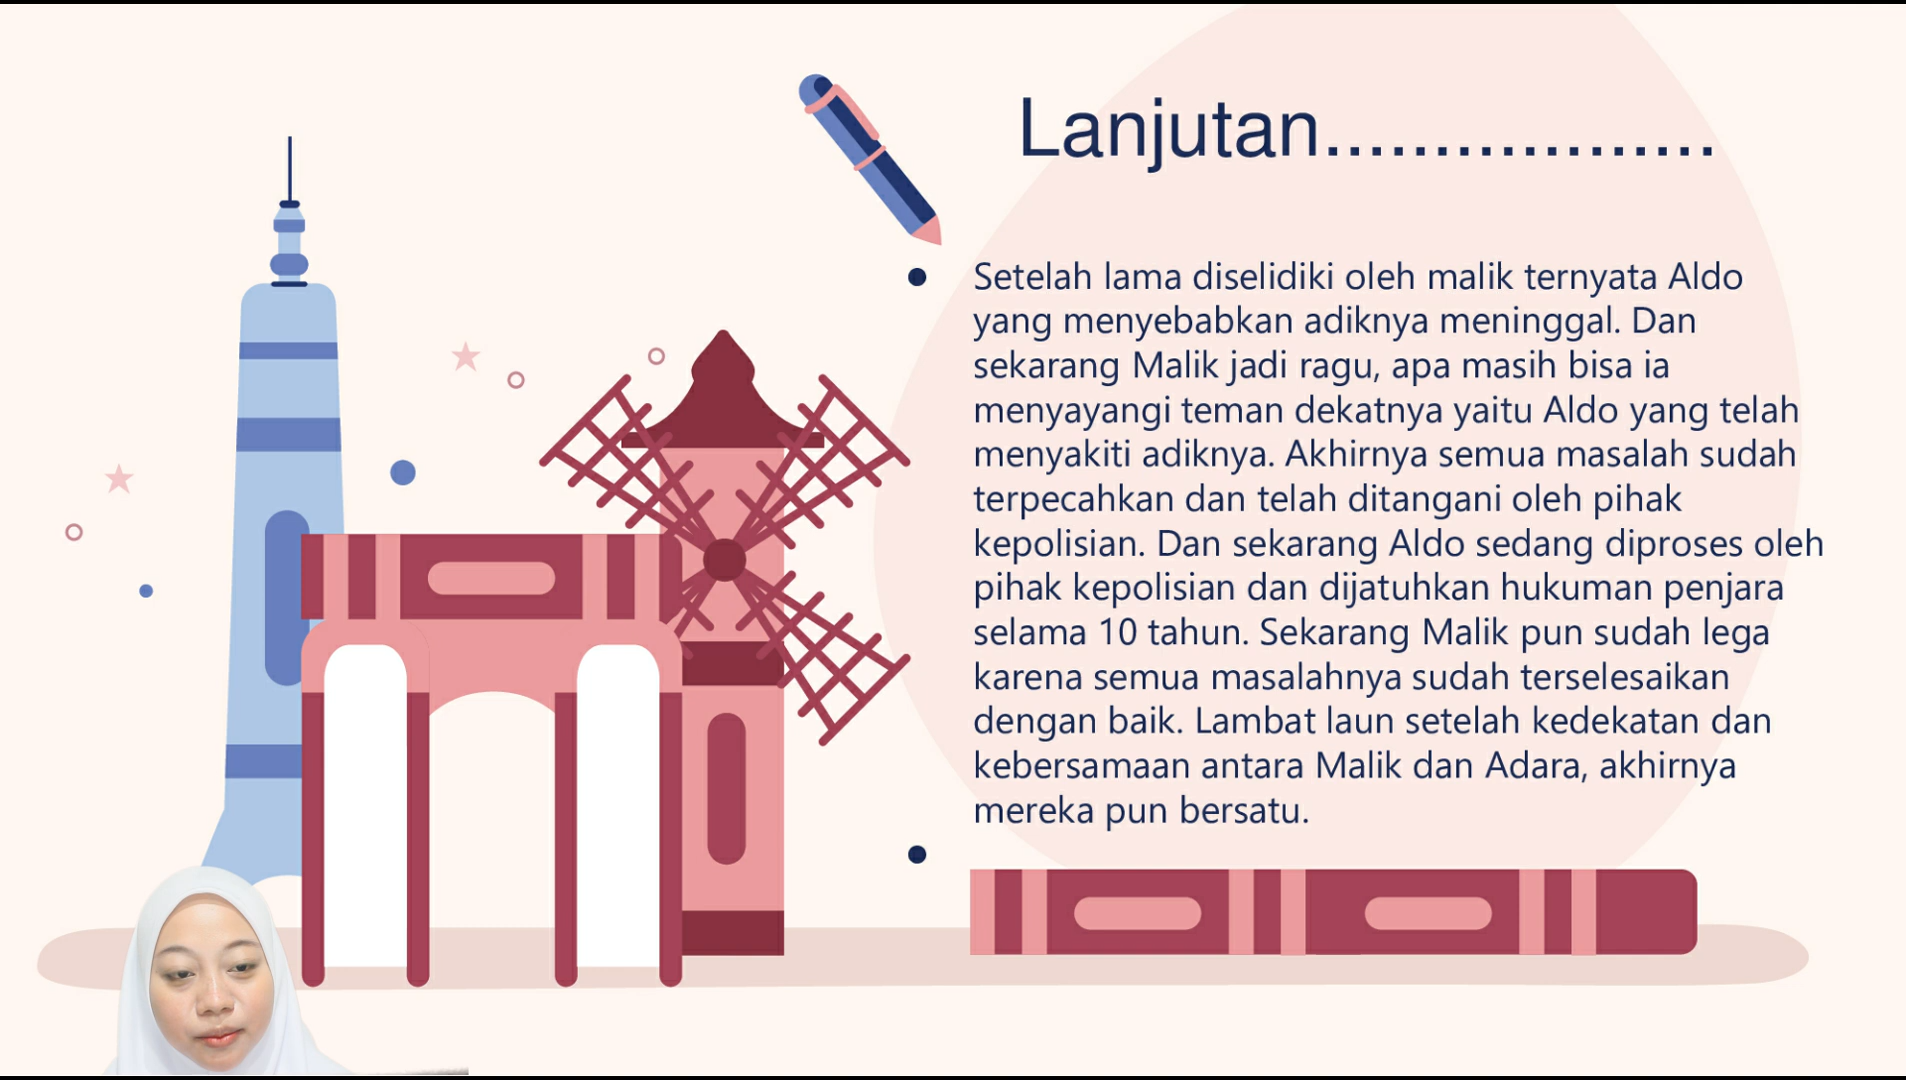 Lanjutan..................
Setelah lama diselidiki oleh malik ternyata Aldo
yang menyebabkan adiknya meninggal. Dan
sekarang Malik jadi ragu, apa masih bisa ia
menyayangi teman dekatnya yaitu Aldo yang telah
menyakiti adiknya. Akhirnya semua masalah sudah
terpecahkan dan telah ditangani oleh pihak
kepolisian. Dan sekarang Aldo sedang diproses oleh
pihak kepolisian dan dijatuhkan hukuman penjara
selama 10 tahun. Sekarang Malik pun sudah lega
karena semua masalahnya sudah terselesaikan
dengan baik. Lambat laun setelah kedekatan dan
kebersamaan antara Malik dan Adara, akhirnya
mereka pun bersatu.